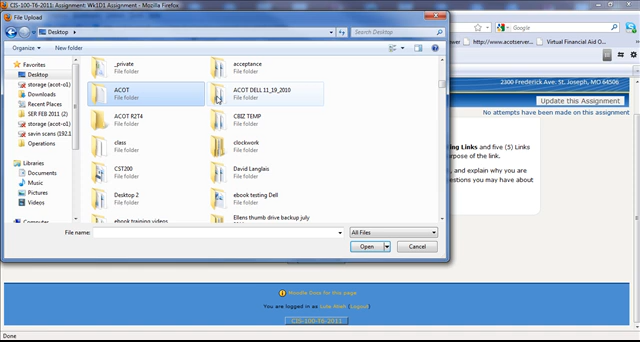 CIS-100-T6-2011: Assignment: Wk1D1 Assignment - Mozilla Firefox
File Upload
Desktop
Search Desktop
Organize
New folder
Google
http://www.acotserver...
Virtual Financial Aid O...
Favorites
Desktop
Downloads
Recent Places
SER FEB 2011 (2)
storage (acot-o1)
savin scans (192.1
Operations
Libraries
Documents
Music
Pictures
Videos
Computer
_private
File folder
acceptance
File folder
ACOT
File folder
ACOT DELL 11_19_2010
File folder
ACOT R2T4
File folder
CBIZ TEMP
File folder
class
File folder
clockwork
File folder
CST200
File folder
David Langlais
File folder
Desktop 2
File folder
ebook testing Dell
File folder
ebook training videos
Ellens thumb drive backup july
File name:
All Files
Open
Cancel
2300 Frederick Ave. St. Joseph, MO 64506
Update this Assignment
No attempts have been made on this assignment
ing Links and five (5) Links
rpose of the link.
, and explain why you are
estions you may have about
Moodle Docs for this page
You are logged in as (Logout)
CIS-100-T6-2011
Done